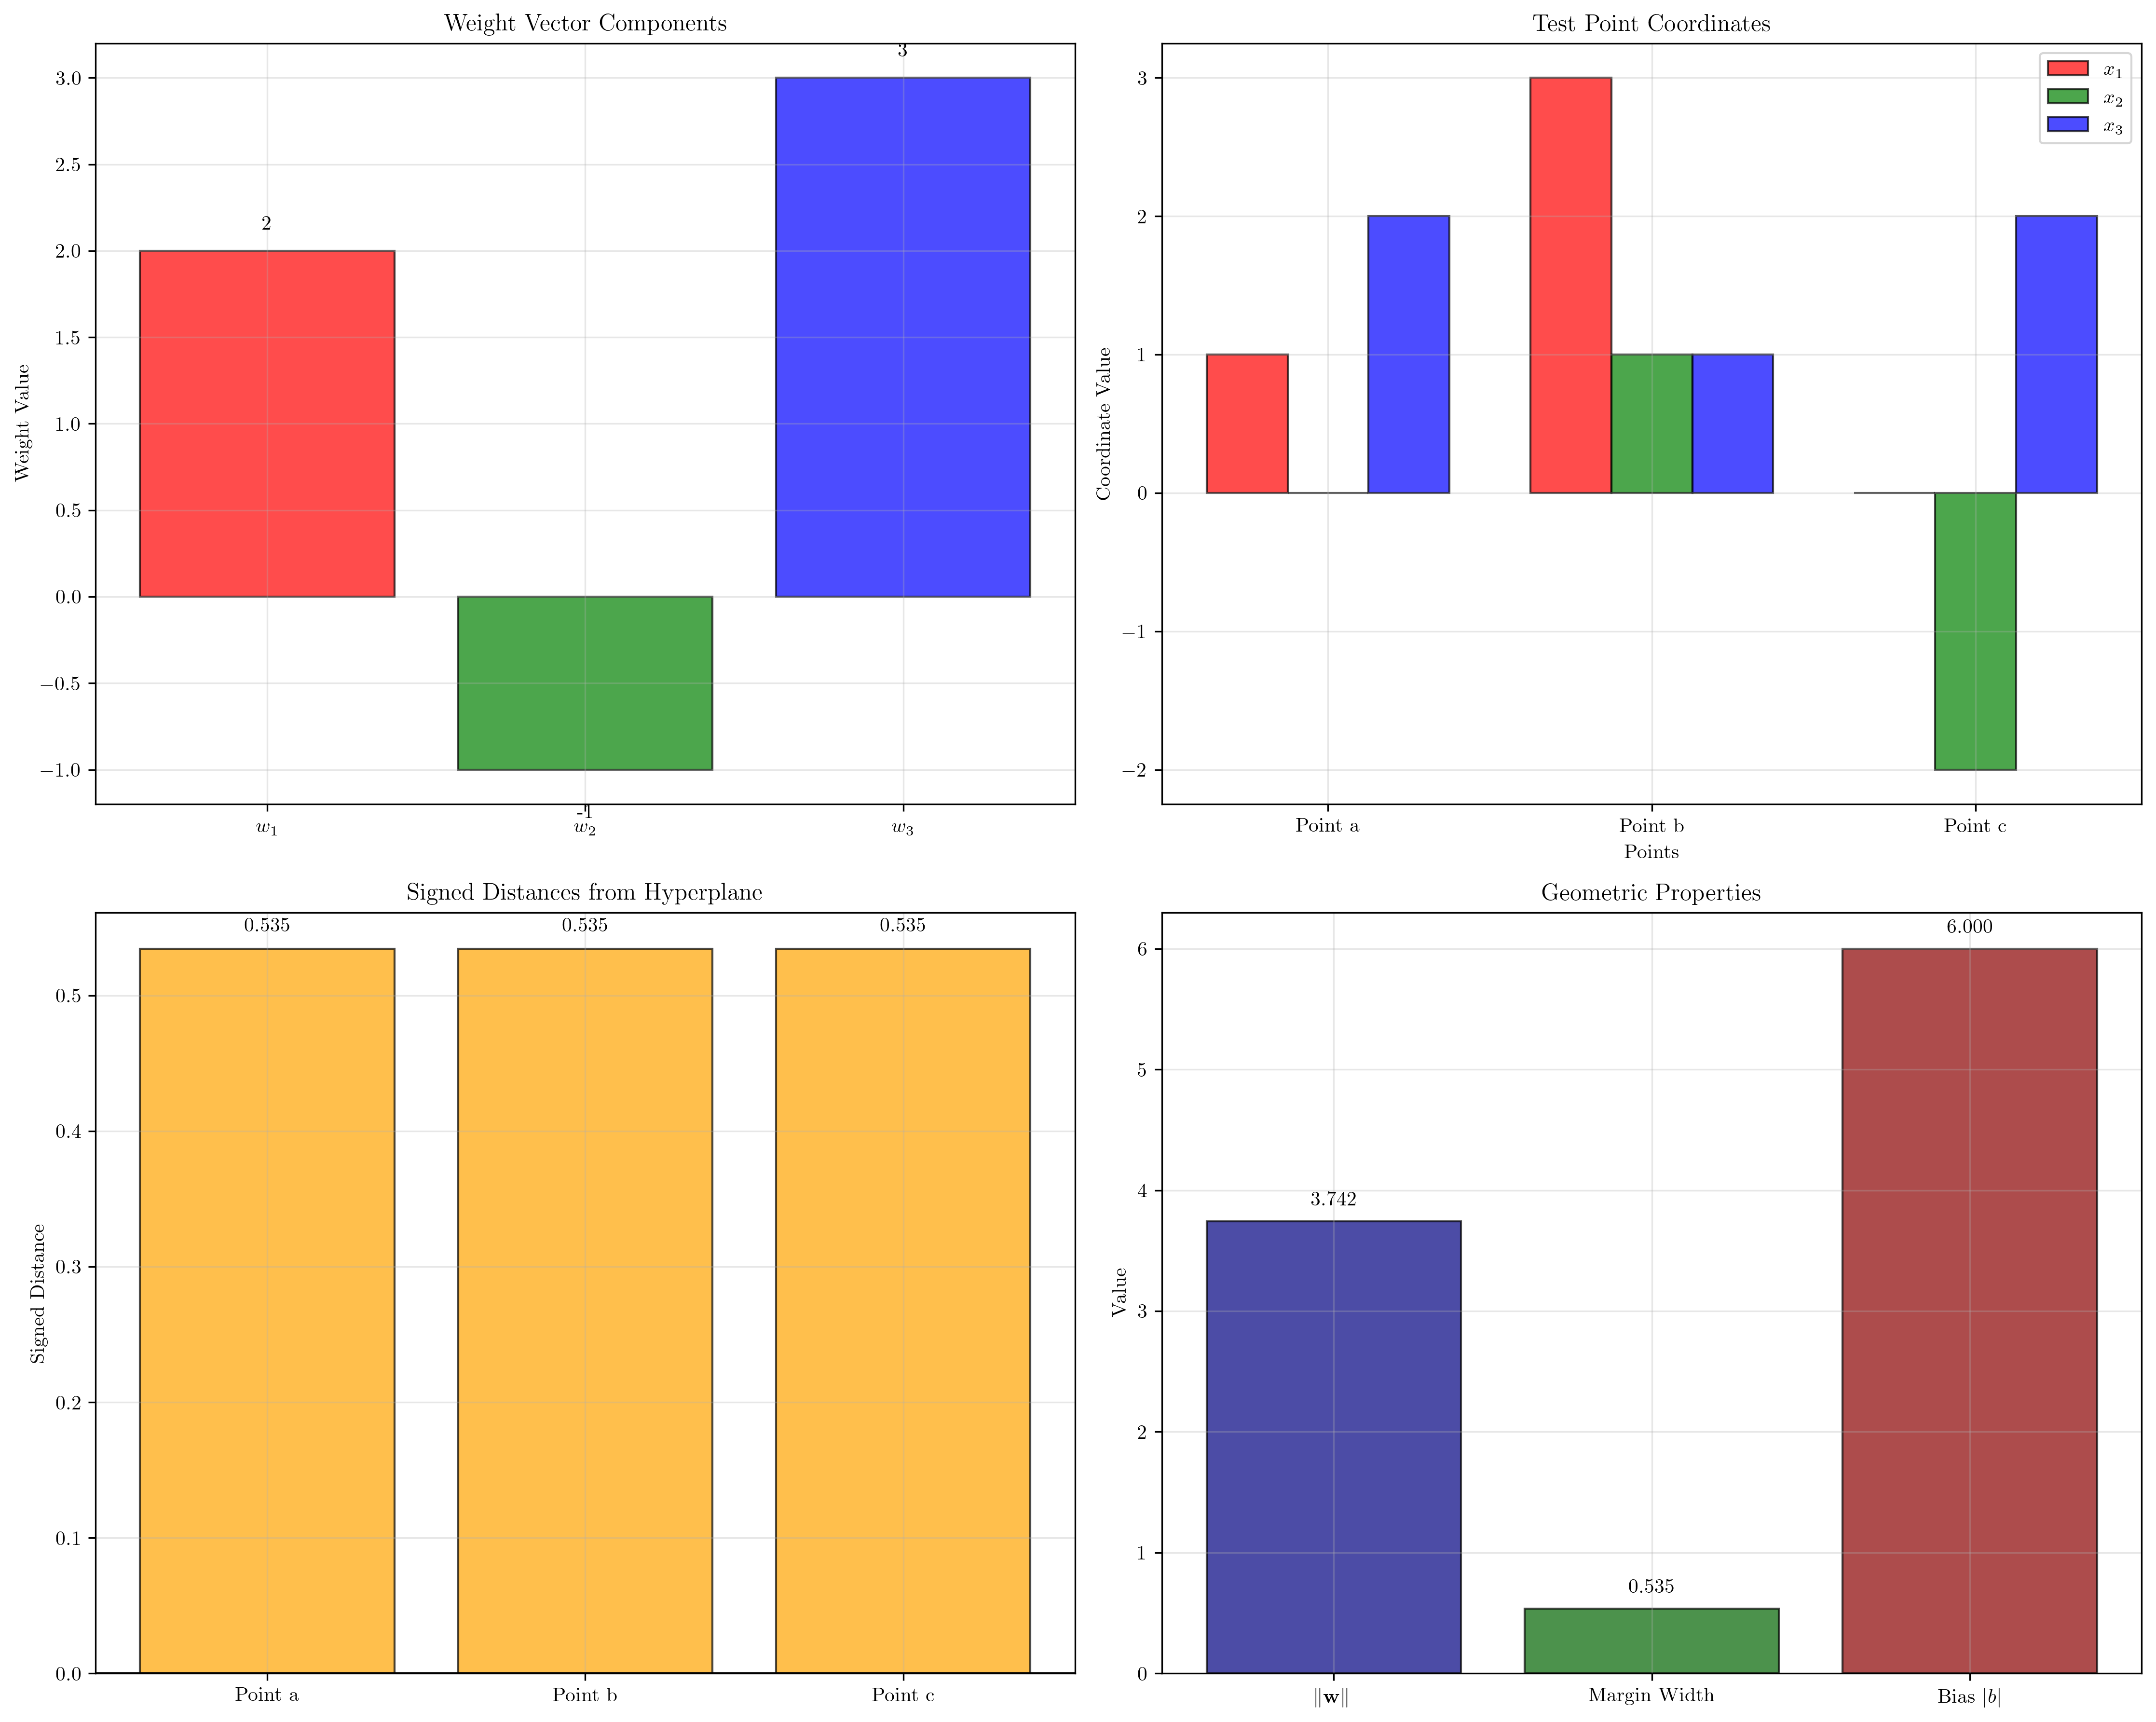 Weight Vector Components
3
3.0
2.5
2
2.0
1.5
1.0
0.5
0.0
−0.5
−1.0
Weight Value
-1
w₁ w₂ w₃
Test Point Coordinates
x₁
x₂
x₃
3
2
1
0
−1
−2
Coordinate Value
Point a Point b Point c
Points
Signed Distances from Hyperplane
0.535 0.535 0.535
0.5
0.4
0.3
0.2
0.1
0.0
Signed Distance
Point a Point b Point c
Geometric Properties
6.000
6
5
4
3.742
3
2
1
0.535
0
Value
‖w‖ Margin Width Bias |b|